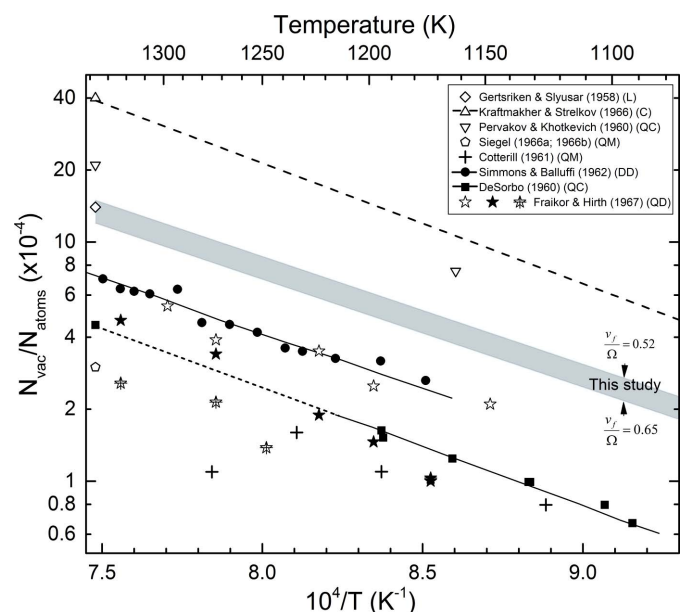 Temperature (K)
1300 1250 1200 1150 1100
40
20
10
8
6
4
2
1
0.8
0.6
N_vac/N_atoms (x10^-4)
Gertsriken & Slyusar (1958) (L)
Kraftmakher & Strelkov (1966) (C)
Pervakov & Khotkevich (1960) (QC)
Siegel (1966a; 1966b) (QM)
Cotterill (1961) (QM)
Simmons & Balluffi (1962) (DD)
DeSorbo (1960) (QC)
Fraikor & Hirth (1967) (QD)
v_f/Ω = 0.52
This study
v_f/Ω = 0.65
7.5 8.0 8.5 9.0
10^4/T (K^-1)